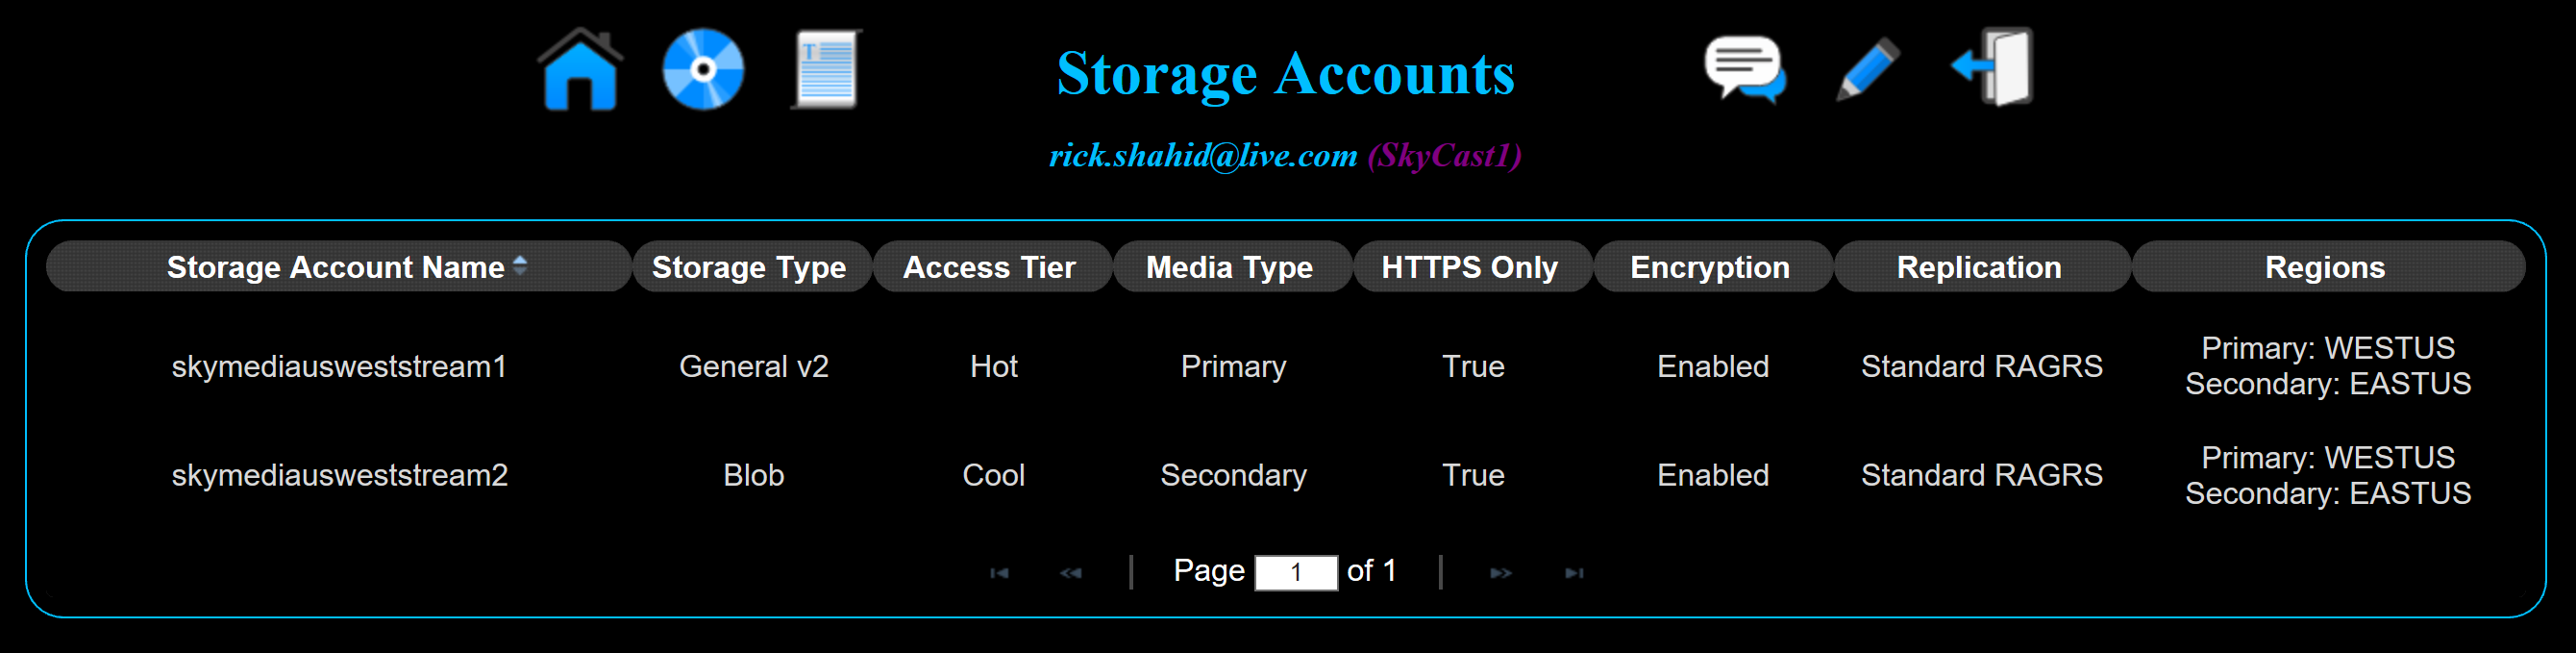 Storage Accounts
rick.shahid@live.com (SkyCast1)
Storage Account Name Storage Type Access Tier Media Type HTTPS Only Encryption Replication Regions
skymediausweststream1 General v2 Hot Primary True Enabled Standard RAGRS Primary: WESTUS
Secondary: EASTUS
skymediausweststream2 Blob Cool Secondary True Enabled Standard RAGRS Primary: WESTUS
Secondary: EASTUS
Page 1 of 1